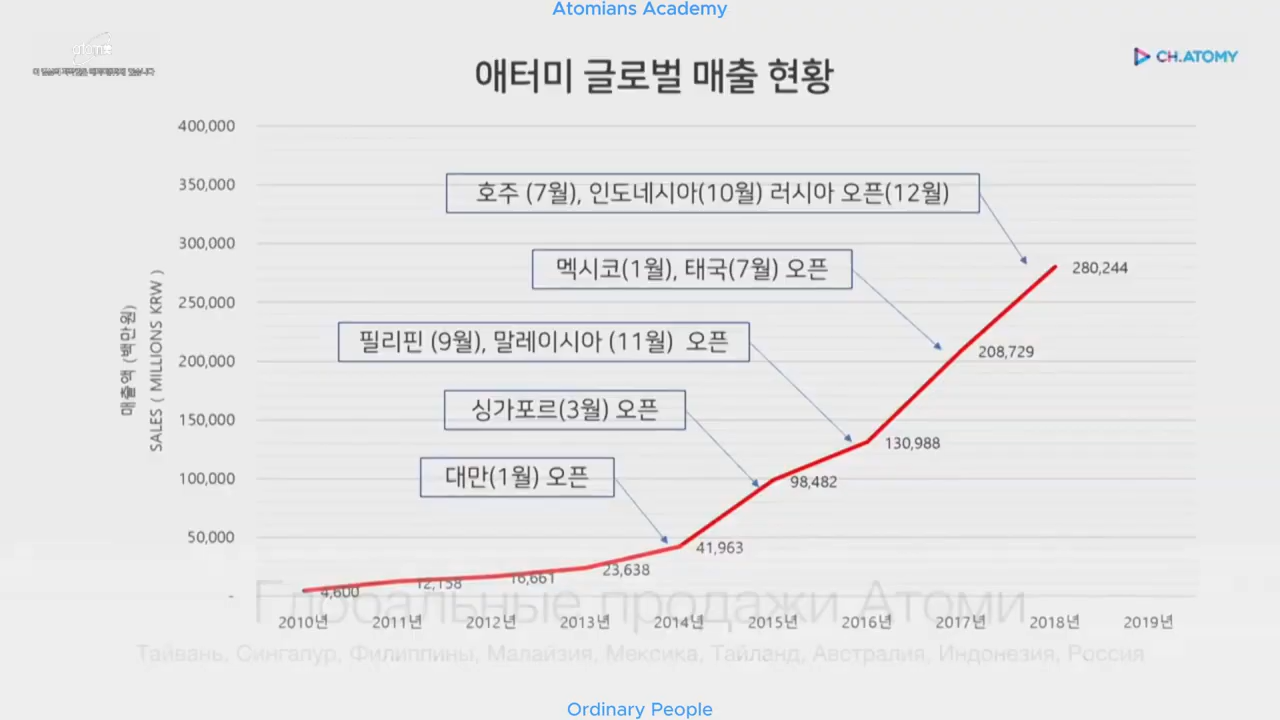 Atomians Academy
atomy
CH.ATOMY
애터미 글로벌 매출 현황
400,000
350,000
300,000
250,000
200,000
150,000
100,000
50,000
-
매출액 (백만원)
SALES ( MILLIONS KRW )
호주 (7월), 인도네시아(10월) 러시아 오픈(12월)
멕시코(1월), 태국(7월) 오픈
필리핀 (9월), 말레이시아 (11월) 오픈
싱가포르(3월) 오픈
대만(1월) 오픈
280,244
208,729
130,988
98,482
41,963
23,638
16,661
12,158
4,600
Глобальные продажи Атоми
2010년 2011년 2012년 2013년 2014년 2015년 2016년 2017년 2018년 2019년
Тайвань, Сингапур, Филиппины, Малайзия, Мексика, Тайланд, Австралия, Индонезия, Россия
Ordinary People